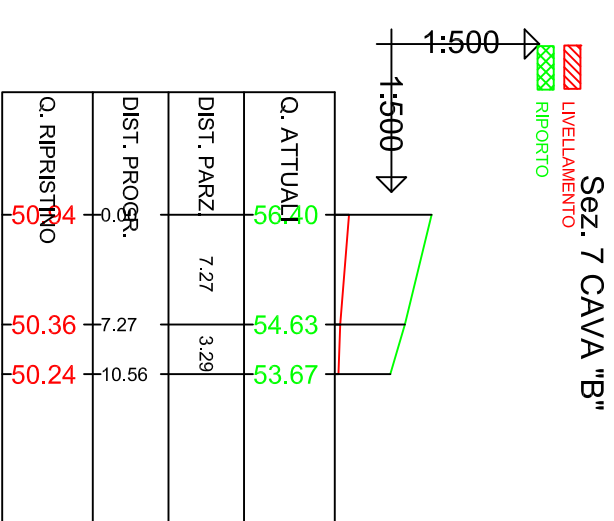 Sez. 7 CAVA "B"
LIVELLAMENTO
RIPORTO
1:500
1:500
Q. ATTUALI
56.40
54.63
53.67
DIST. PARZ.
7.27
3.29
DIST. PROGR.
0.00
7.27
10.56
Q. RIPRISTINO
50.94
50.36
50.24